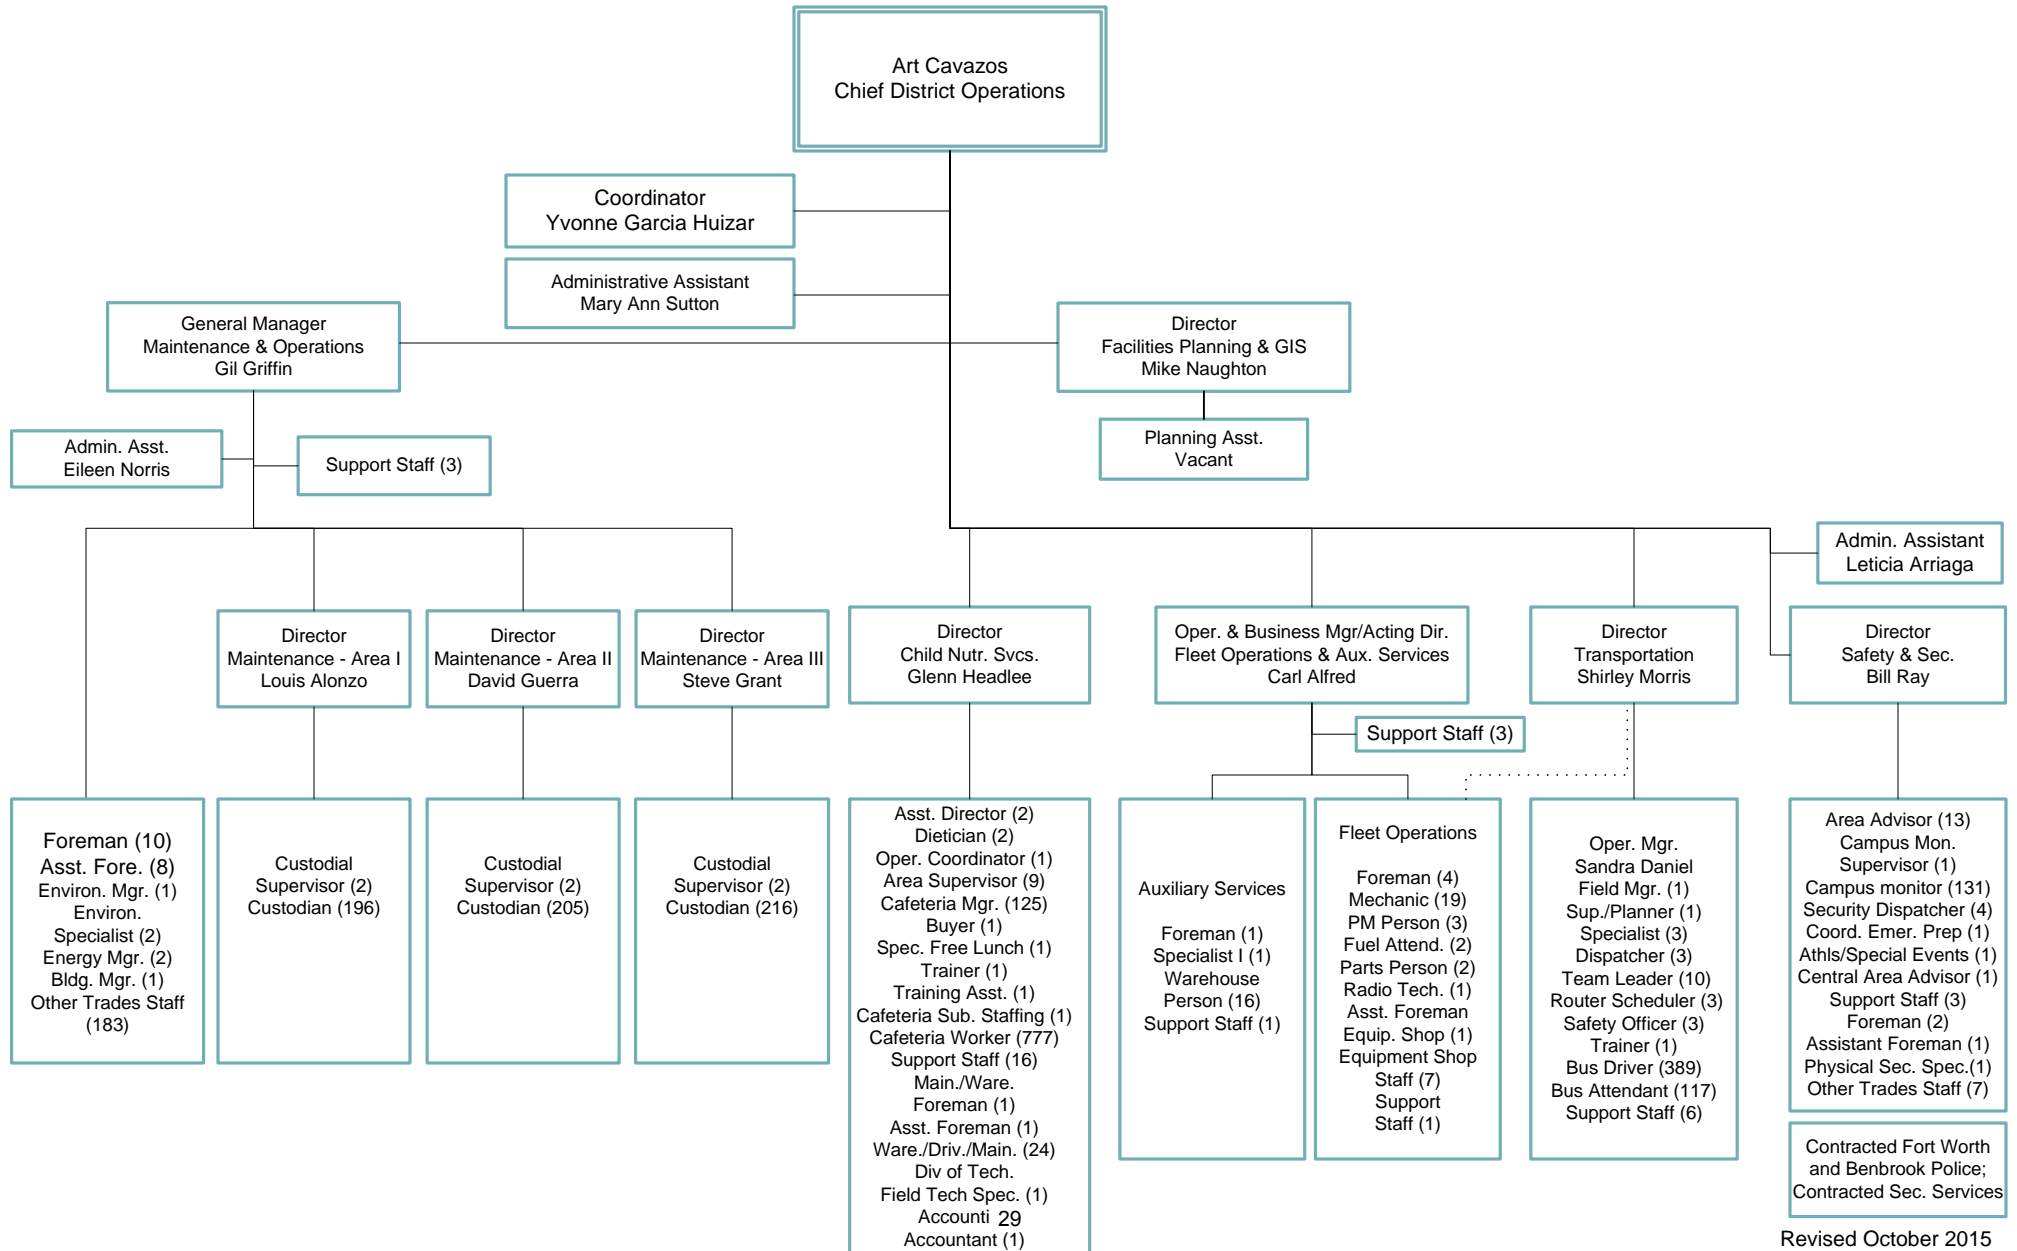 Art Cavazos
Chief District Operations
Coordinator
Yvonne Garcia Huizar
Administrative Assistant
Mary Ann Sutton
General Manager
Maintenance & Operations
Gil Griffin
Director
Facilities Planning & GIS
Mike Naughton
Admin. Asst.
Eileen Norris
Support Staff (3)
Planning Asst.
Vacant
Admin. Assistant
Leticia Arriaga
Director
Maintenance - Area I
Louis Alonzo
Director
Maintenance - Area II
David Guerra
Director
Maintenance - Area III
Steve Grant
Director
Child Nutr. Svcs.
Glenn Headlee
Oper. & Business Mgr/Acting Dir.
Fleet Operations & Aux. Services
Carl Alfred
Director
Transportation
Shirley Morris
Director
Safety & Sec.
Bill Ray
Support Staff (3)
Foreman (10)
Asst. Fore. (8)
Environ. Mgr. (1)
Environ.
Specialist (2)
Energy Mgr. (2)
Bldg. Mgr. (1)
Other Trades Staff
(183)
Custodial
Supervisor (2)
Custodian (196)
Custodial
Supervisor (2)
Custodian (205)
Custodial
Supervisor (2)
Custodian (216)
Asst. Director (2)
Dietician (2)
Oper. Coordinator (1)
Area Supervisor (9)
Cafeteria Mgr. (125)
Buyer (1)
Spec. Free Lunch (1)
Trainer (1)
Training Asst. (1)
Cafeteria Sub. Staffing (1)
Cafeteria Worker (777)
Support Staff (16)
Main./Ware.
Foreman (1)
Asst. Foreman (1)
Ware./Driv./Main. (24)
Div of Tech.
Field Tech Spec. (1)
Accounti 29
Accountant (1)
Auxiliary Services
Foreman (1)
Specialist I (1)
Warehouse
Person (16)
Support Staff (1)
Fleet Operations
Foreman (4)
Mechanic (19)
PM Person (3)
Fuel Attend. (2)
Parts Person (2)
Radio Tech. (1)
Asst. Foreman
Equip. Shop (1)
Equipment Shop
Staff (7)
Support
Staff (1)
Oper. Mgr.
Sandra Daniel
Field Mgr. (1)
Sup./Planner (1)
Specialist (3)
Dispatcher (3)
Team Leader (10)
Router Scheduler (3)
Safety Officer (3)
Trainer (1)
Bus Driver (389)
Bus Attendant (117)
Support Staff (6)
Area Advisor (13)
Campus Mon.
Supervisor (1)
Campus monitor (131)
Security Dispatcher (4)
Coord. Emer. Prep (1)
Athls/Special Events (1)
Central Area Advisor (1)
Support Staff (3)
Foreman (2)
Assistant Foreman (1)
Physical Sec. Spec.(1)
Other Trades Staff (7)
Contracted Fort Worth
and Benbrook Police;
Contracted Sec. Services
Revised October 2015